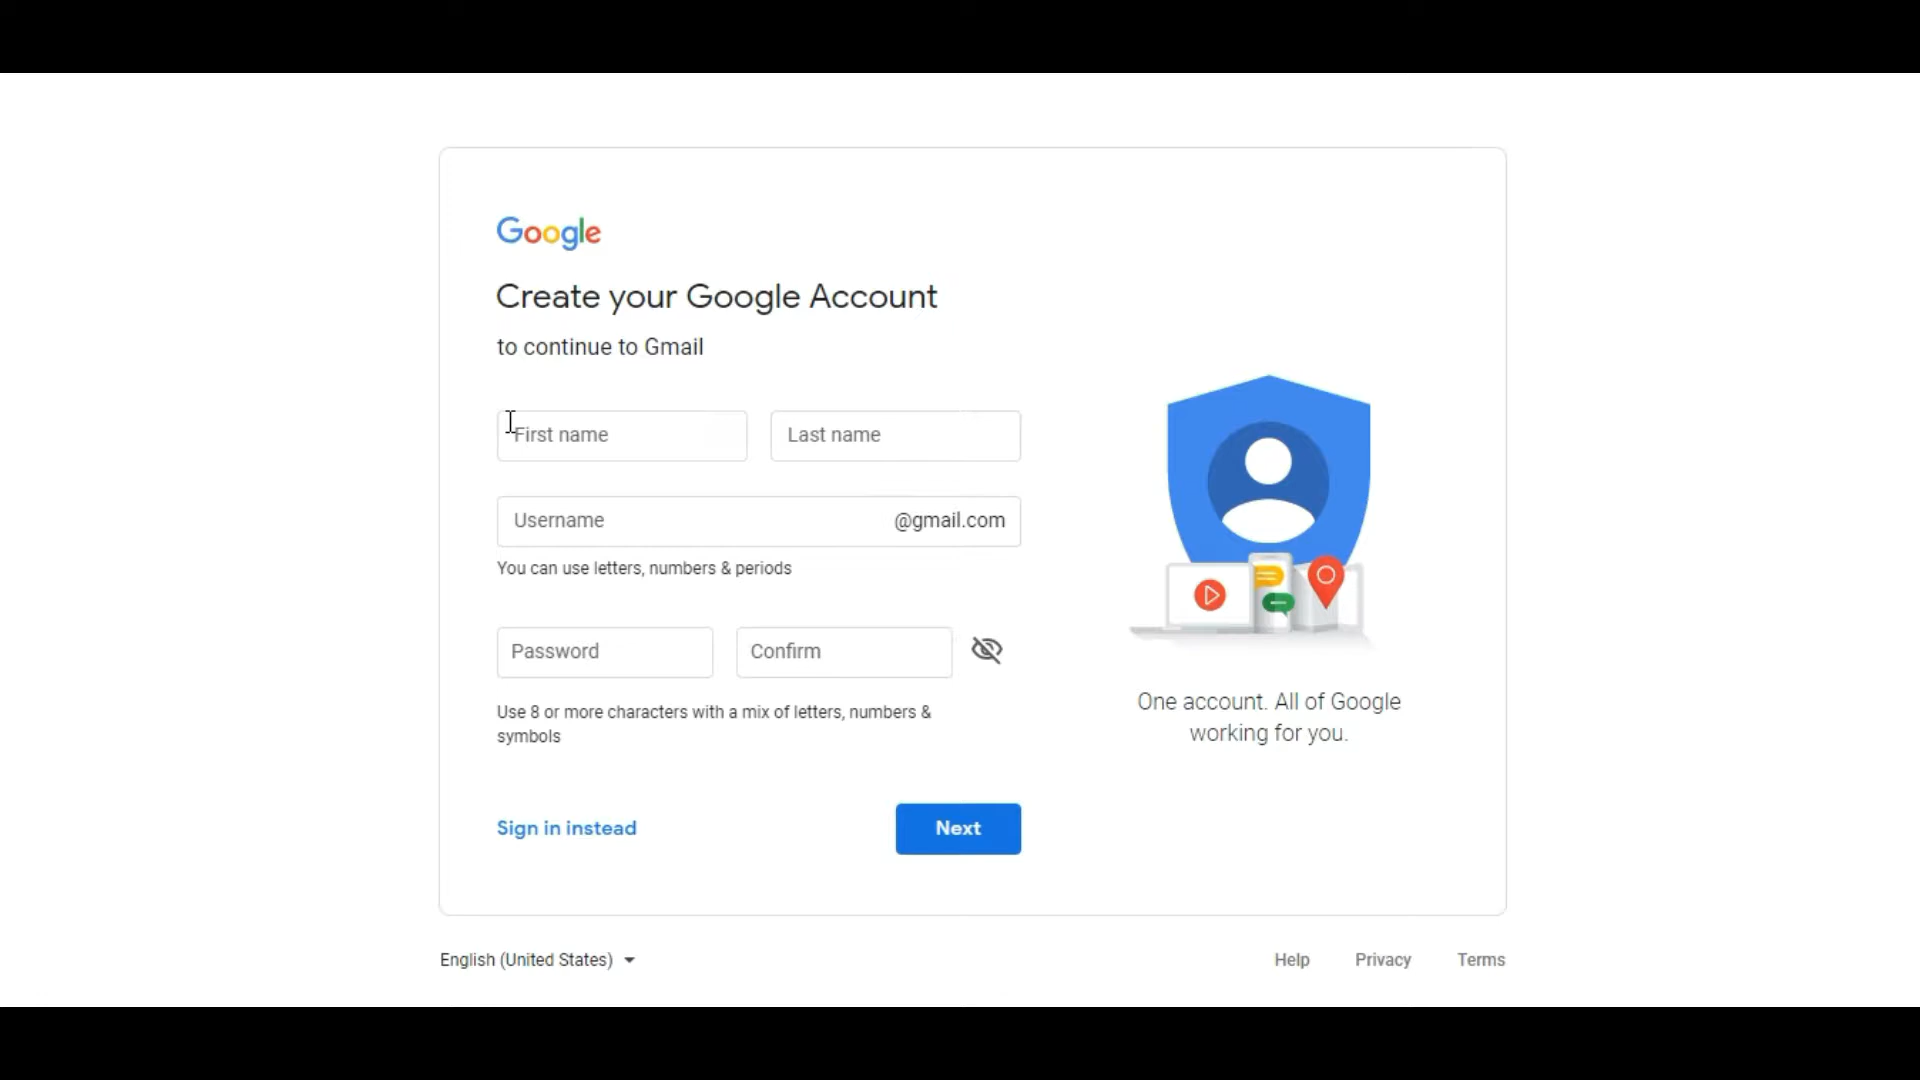 Google
Create your Google Account
to continue to Gmail
First name
Last name
Username
@gmail.com
You can use letters, numbers & periods
Password
Confirm
Use 8 or more characters with a mix of letters, numbers &
symbols
One account. All of Google
working for you.
Sign in instead
Next
English (United States)
Help
Privacy
Terms